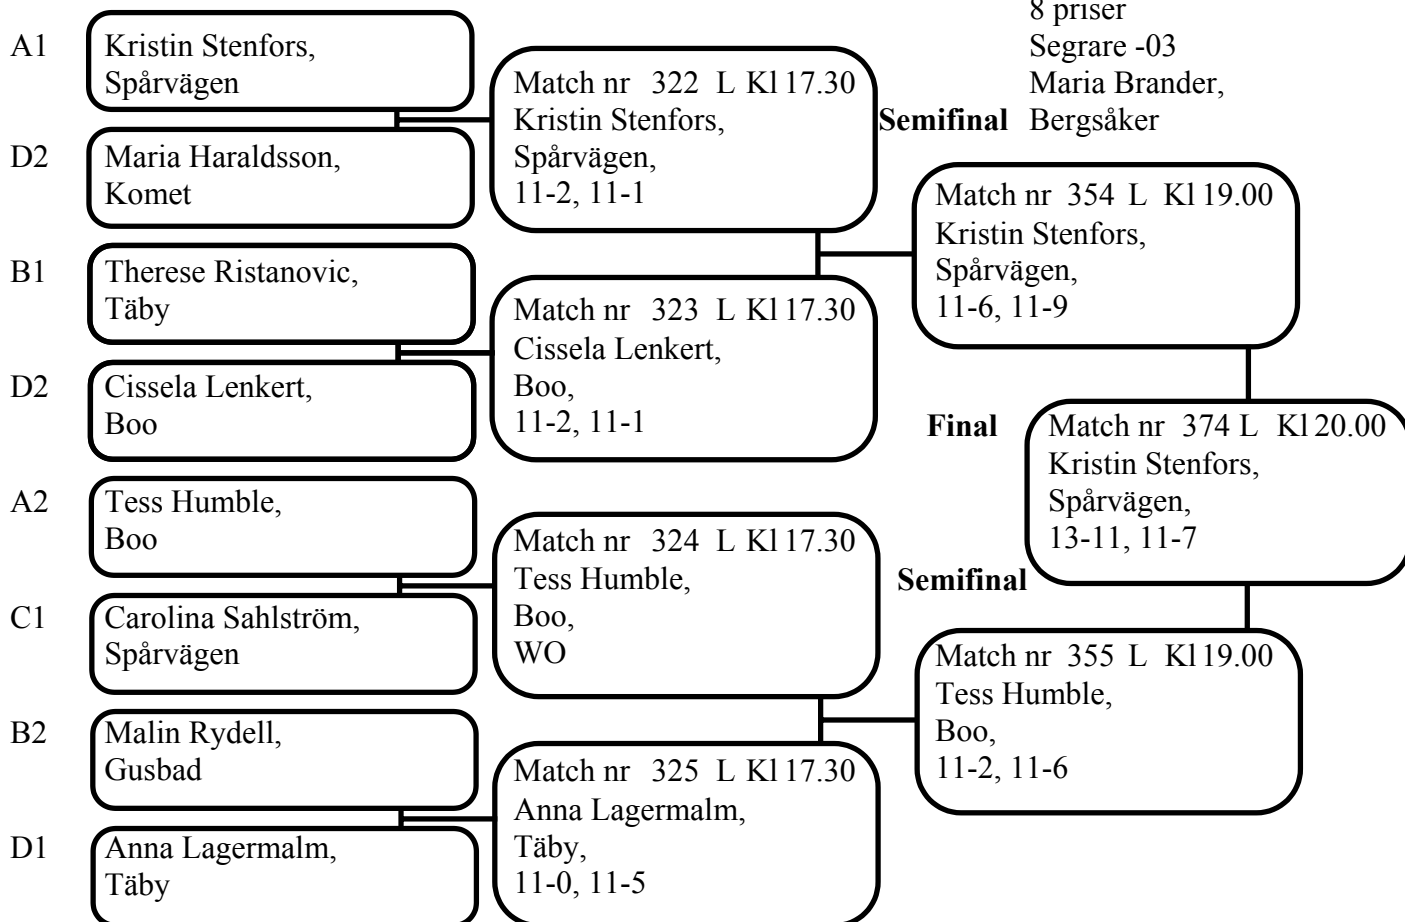 8 priser
Segrare -03
Maria Brander,
Bergsåker
A1
Kristin Stenfors,
Spårvägen
D2
Maria Haraldsson,
Komet
B1
Therese Ristanovic,
Täby
D2
Cissela Lenkert,
Boo
A2
Tess Humble,
Boo
C1
Carolina Sahlström,
Spårvägen
B2
Malin Rydell,
Gusbad
D1
Anna Lagermalm,
Täby
Match nr 322 L Kl 17.30
Kristin Stenfors,
Spårvägen,
11-2, 11-1
Match nr 323 L Kl 17.30
Cissela Lenkert,
Boo,
11-2, 11-1
Match nr 324 L Kl 17.30
Tess Humble,
Boo,
WO
Match nr 325 L Kl 17.30
Anna Lagermalm,
Täby,
11-0, 11-5
Semifinal
Match nr 354 L Kl 19.00
Kristin Stenfors,
Spårvägen,
11-6, 11-9
Final
Match nr 374 L Kl 20.00
Kristin Stenfors,
Spårvägen,
13-11, 11-7
Semifinal
Match nr 355 L Kl 19.00
Tess Humble,
Boo,
11-2, 11-6